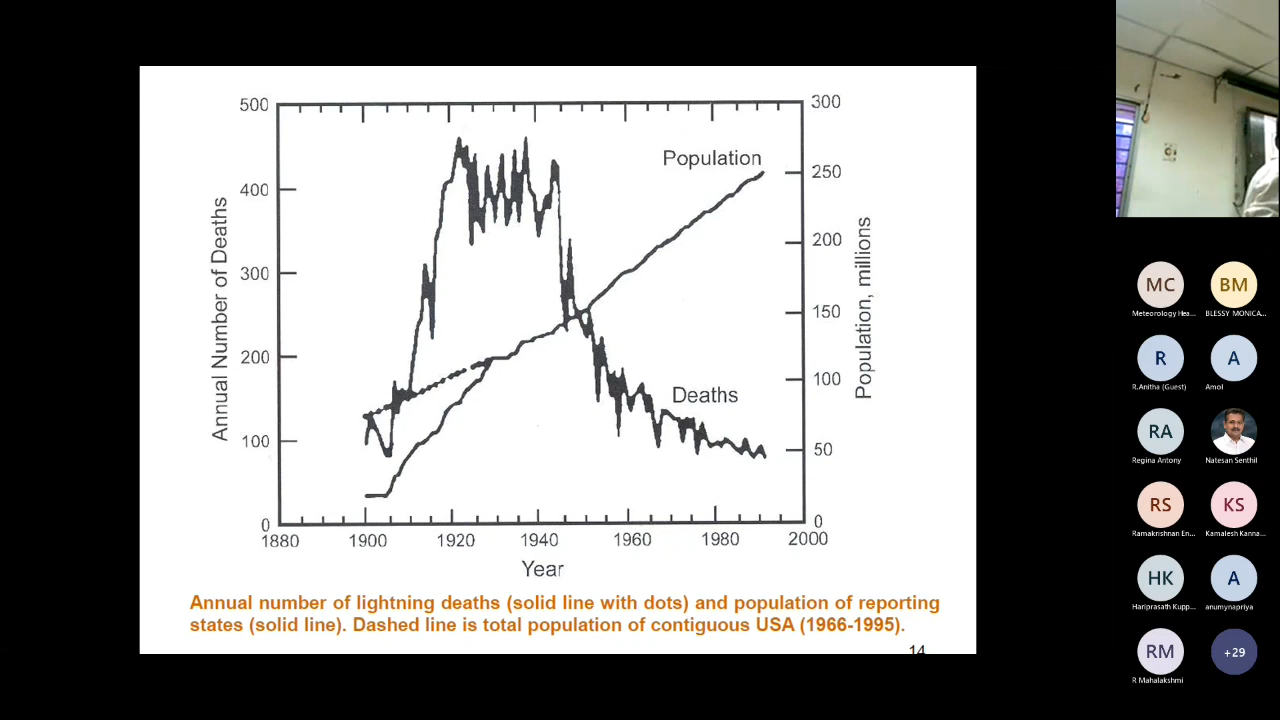 500
400
300
200
100
0
Annual Number of Deaths
1880
1900
1920
1940
1960
1980
2000
Year
300
250
200
150
100
50
0
Population, millions
Population
Deaths
Annual number of lightning deaths (solid line with dots) and population of reporting
states (solid line). Dashed line is total population of contiguous USA (1966-1995).
14
MC
Meteorology Hea...
BM
BLESSY MONICA...
R
R.Anitha (Guest)
A
Amol
RA
Regina Antony
Natesan Senthil
RS
Ramakrishnan En...
KS
Kamalesh Kanna...
HK
Hariprasath Kupp...
A
anumynapriya
RM
R Mahalakshmi
+29